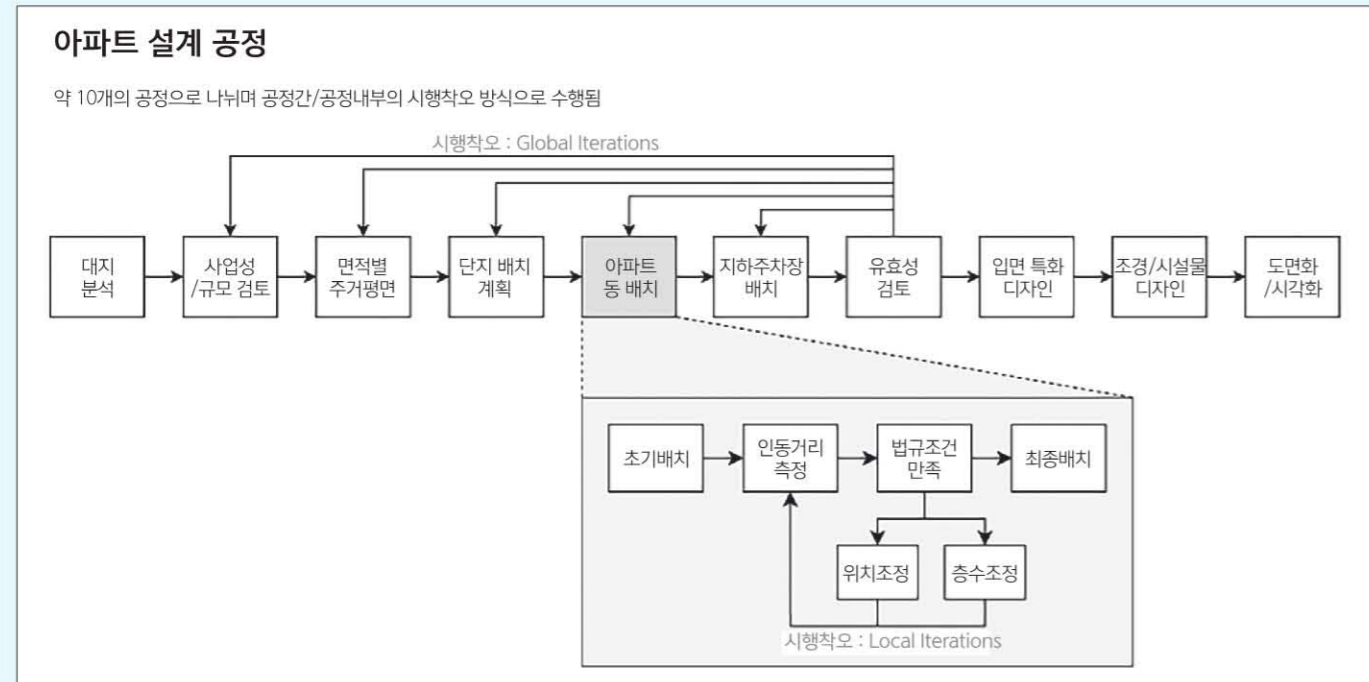 아파트 설계 공정
약 10개의 공정으로 나뉘며 공정간/공정내부의 시행착오 방식으로 수행됨
시행착오 : Global Iterations
대지
분석
사업성
/규모 검토
면적별
주거평면
단지 배치
계획
아파트
동 배치
지하주차장
배치
유효성
검토
입면 특화
디자인
조경/시설물
디자인
도면화
/시각화
초기배치
인동거리
측정
법규조건
만족
최종배치
위치조정
층수조정
시행착오 : Local Iterations